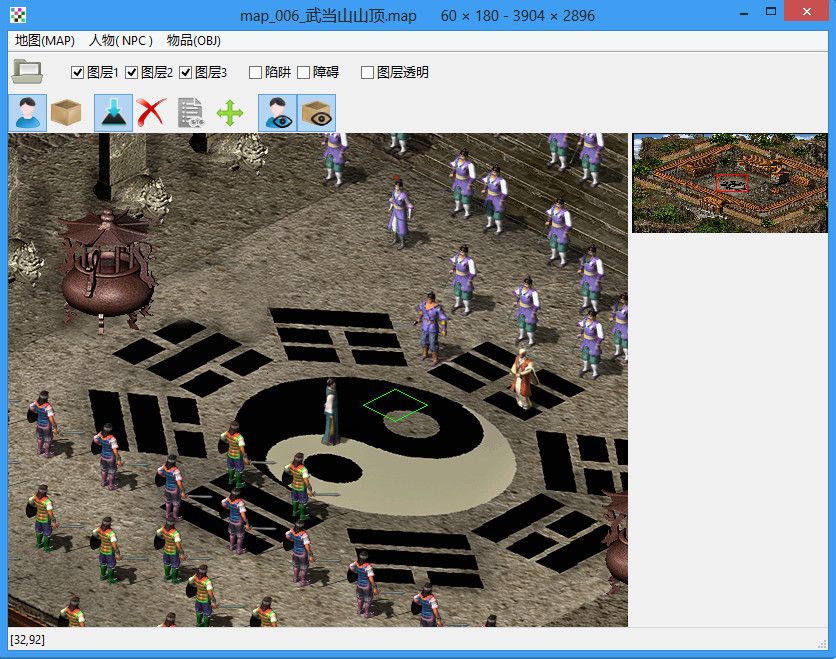 map_006_武当山山顶.map 60 × 180 - 3904 × 2896
地图(MAP) 人物( NPC ) 物品(OBJ)
图层1 图层2 图层3 陷阱 障碍 图层透明
[32,92]